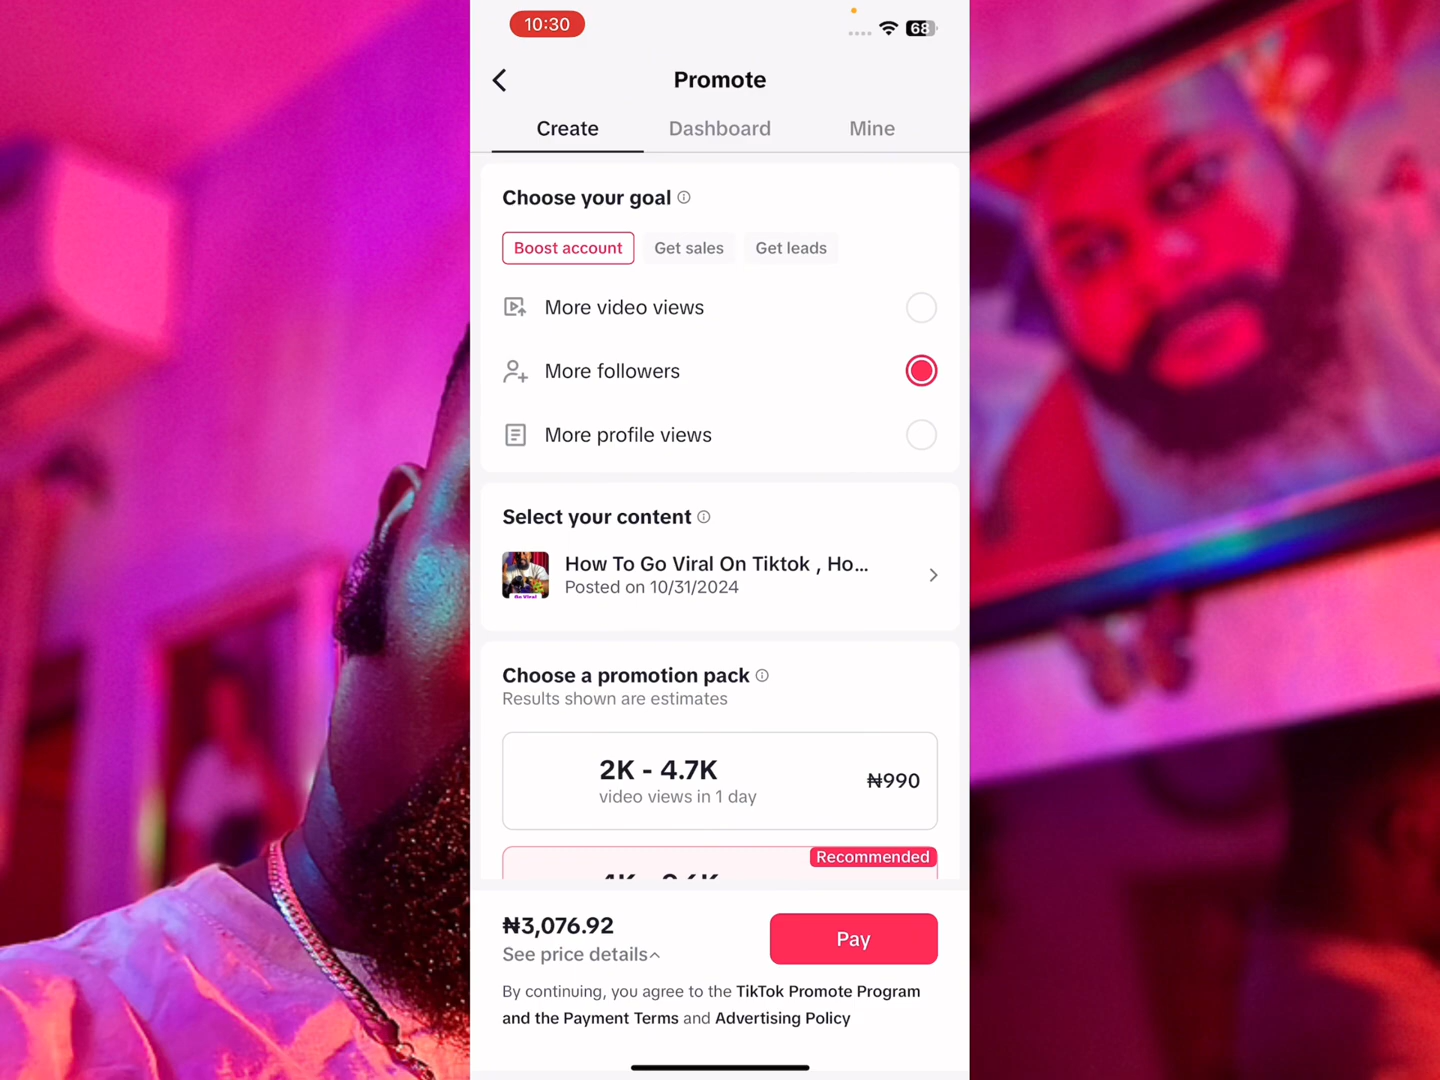 10:30
68
Promote
Create Dashboard Mine
Choose your goal
Boost account Get sales Get leads
More video views
More followers
More profile views
Select your content
How To Go Viral On Tiktok , Ho...
Posted on 10/31/2024
Choose a promotion pack
Results shown are estimates
2K - 4.7K
₦990
video views in 1 day
Recommended
₦3,076.92
Pay
See price details
By continuing, you agree to the TikTok Promote Program
and the Payment Terms and Advertising Policy